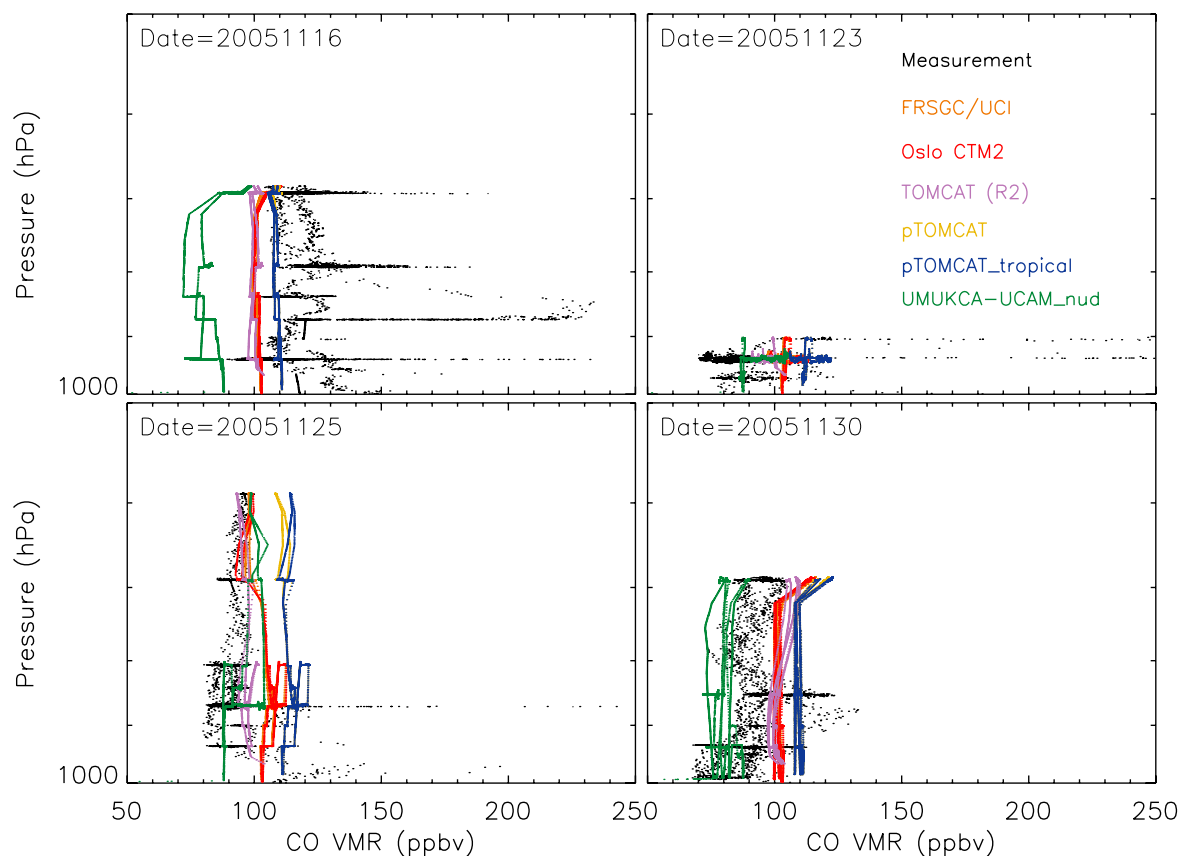 Date=20051116
Date=20051123
Measurement
FRSGC/UCI
Oslo CTM2
TOMCAT (R2)
pTOMCAT
pTOMCAT_tropical
UMUKCA-UCAM_nud
Pressure (hPa)
1000
Date=20051125
Date=20051130
Pressure (hPa)
1000
50 100 150 200 250
50 100 150 200 250
CO VMR (ppbv)
CO VMR (ppbv)